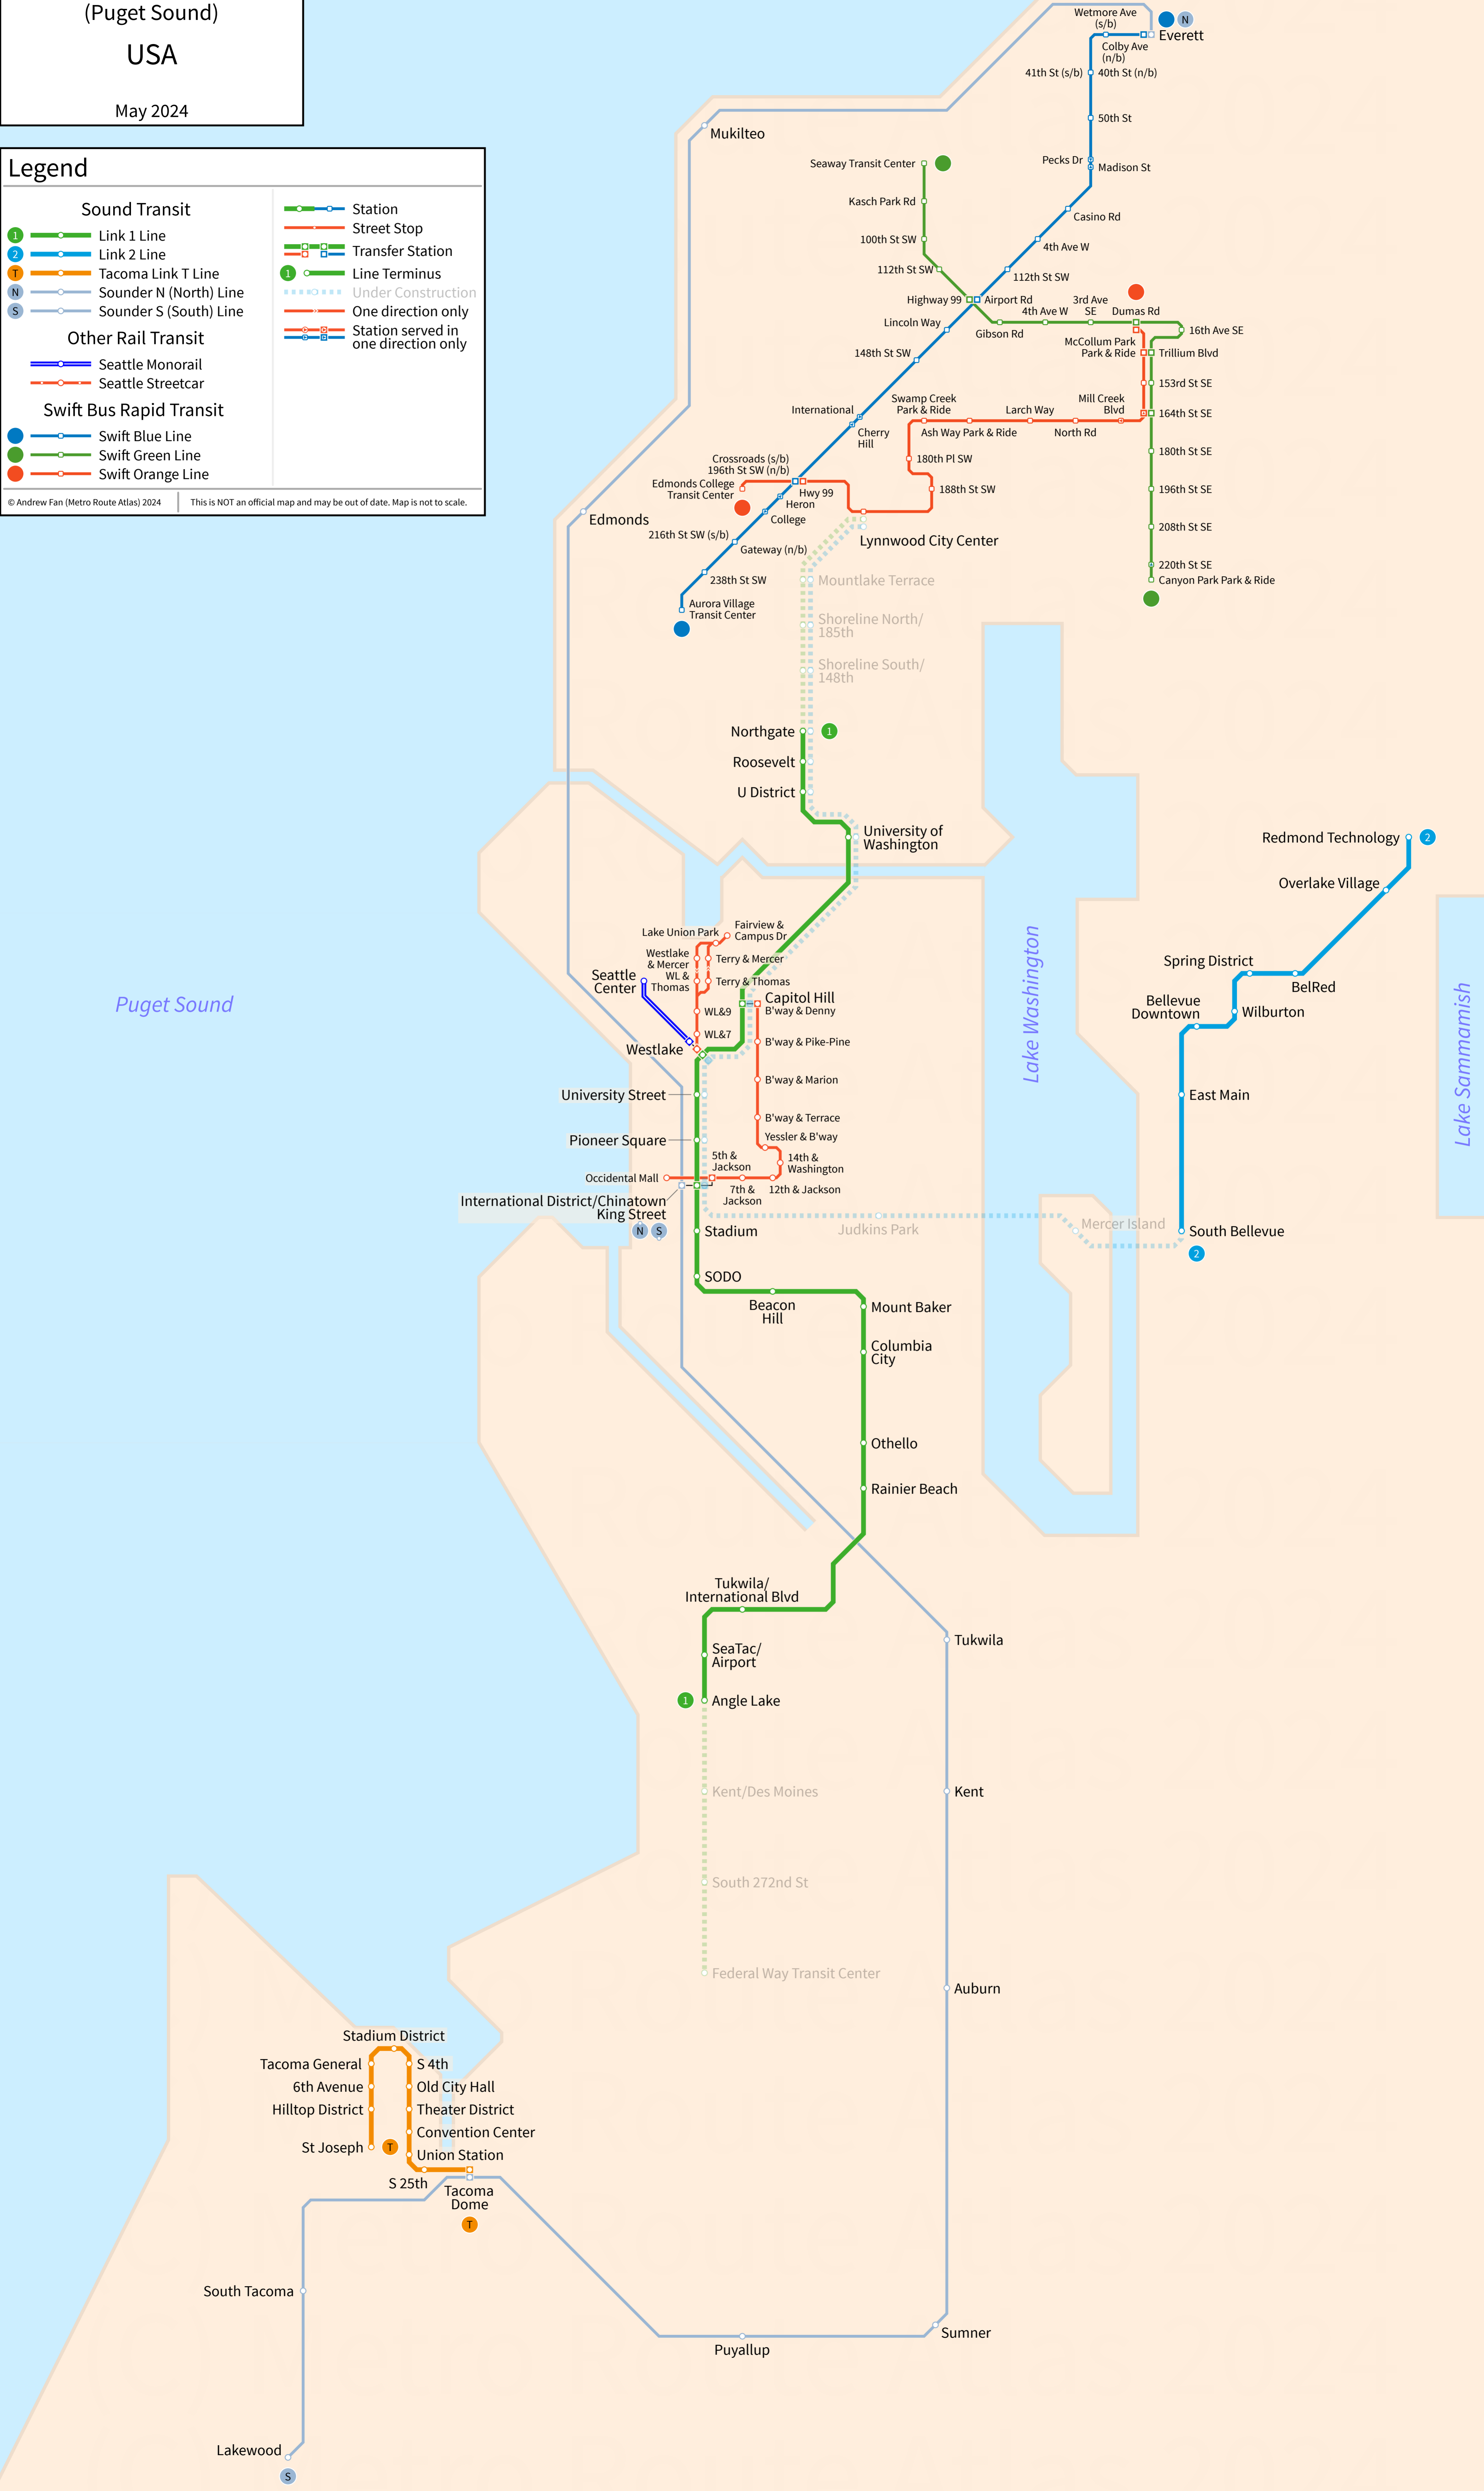 (Puget Sound)
USA
May 2024
Legend
Sound Transit
1
Link 1 Line
2
Link 2 Line
T
Tacoma Link T Line
N
Sounder N (North) Line
S
Sounder S (South) Line
Other Rail Transit
Seattle Monorail
Seattle Streetcar
Swift Bus Rapid Transit
Swift Blue Line
Swift Green Line
Swift Orange Line
Station
Street Stop
Transfer Station
1
Line Terminus
Under Construction
One direction only
Station served in
one direction only
© Andrew Fan (Metro Route Atlas) 2024
This is NOT an official map and may be out of date. Map is not to scale.
Wetmore Ave
(s/b)
N
Everett
Colby Ave
(n/b)
41th St (s/b)
40th St (n/b)
50th St
Pecks Dr
Madison St
Casino Rd
4th Ave W
112th St SW
Mukilteo
Seaway Transit Center
Kasch Park Rd
100th St SW
112th St SW
Highway 99
Airport Rd
Lincoln Way
Gibson Rd
4th Ave W
3rd Ave
SE
Dumas Rd
16th Ave SE
McCollum Park
Park & Ride
Trillium Blvd
153rd St SE
164th St SE
180th St SE
196th St SE
208th St SE
220th St SE
Canyon Park Park & Ride
148th St SW
International
Cherry
Hill
Swamp Creek
Park & Ride
Ash Way Park & Ride
Larch Way
North Rd
Mill Creek
Blvd
180th Pl SW
188th St SW
Crossroads (s/b)
196th St SW (n/b)
Edmonds College
Transit Center
Hwy 99
Heron
College
216th St SW (s/b)
Gateway (n/b)
238th St SW
Aurora Village
Transit Center
Edmonds
Lynnwood City Center
Mountlake Terrace
Shoreline North/
185th
Shoreline South/
148th
Northgate
1
Roosevelt
U District
University of
Washington
Redmond Technology
2
Overlake Village
Spring District
BelRed
Bellevue
Downtown
Wilburton
East Main
South Bellevue
2
Puget Sound
Lake Washington
Lake Sammamish
Lake Union Park
Fairview &
Campus Dr
Westlake
& Mercer
Terry & Mercer
WL &
Thomas
Terry & Thomas
Seattle
Center
WL&9
WL&7
Capitol Hill
B'way & Denny
B'way & Pike-Pine
B'way & Marion
B'way & Terrace
Yessler & B'way
14th &
Washington
12th & Jackson
7th &
Jackson
5th &
Jackson
Occidental Mall
Westlake
University Street
Pioneer Square
International District/Chinatown
King Street
N
S
Stadium
Judkins Park
Mercer Island
SODO
Beacon
Hill
Mount Baker
Columbia
City
Othello
Rainier Beach
Tukwila/
International Blvd
SeaTac/
Airport
1
Angle Lake
Kent/Des Moines
South 272nd St
Federal Way Transit Center
Tukwila
Kent
Auburn
Sumner
Puyallup
Stadium District
Tacoma General
S 4th
6th Avenue
Old City Hall
Hilltop District
Theater District
Convention Center
St Joseph
T
Union Station
S 25th
Tacoma
Dome
T
South Tacoma
Lakewood
S